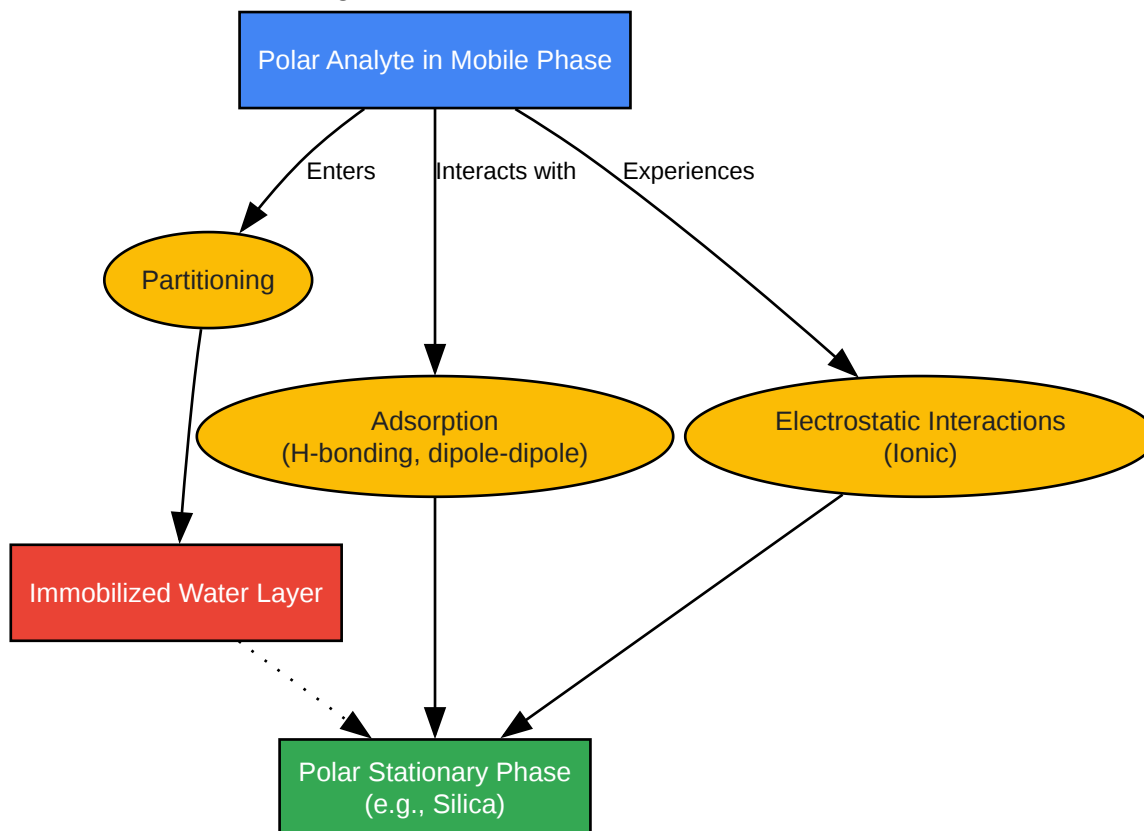 Polar Analyte in Mobile Phase
Enters
Interacts with
Experiences
Partitioning
Adsorption
(H-bonding, dipole-dipole)
Electrostatic Interactions
(Ionic)
Immobilized Water Layer
Polar Stationary Phase
(e.g., Silica)